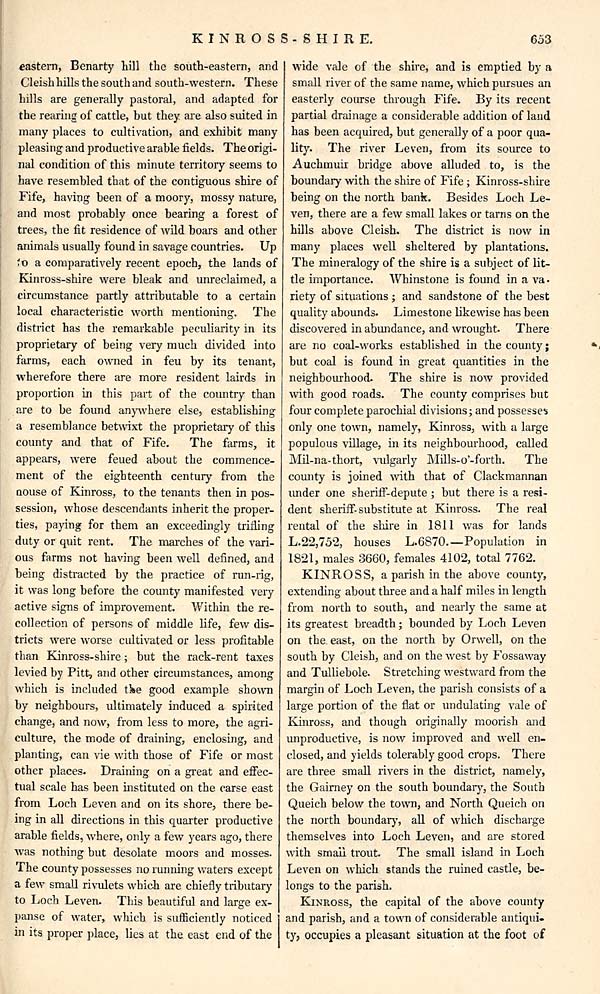 KINROSS-SHIRE.
653
eastern, Benarty hill the south-eastern, and
Cleish hills the south and south-western. These
hills are generally pastoral, and adapted for
the rearing of cattle, but they are also suited in
many places to cultivation, and exhibit many
pleasing and productive arable fields. The origi-
nal condition of this minute territory seems to
have resembled that of the contiguous shire of
Fife, having been of a moory, mossy nature,
and most probably once bearing a forest of
trees, the fit residence of wild boars and other
animals usually found in savage countries. Up
to a comparatively recent epoch, the lands of
Kinross-shire were bleak and unreclaimed, a
circumstance partly attributable to a certain
local characteristic worth mentioning. The
district has the remarkable peculiarity in its
proprietary of being very much divided into
farms, each owned in feu by its tenant,
wherefore there are more resident lairds in
proportion in this part of the country than
are to be found anywhere else, establishing
a resemblance betwixt the proprietary of this
county and that of Fife. The farms, it
appears, were feued about the commence-
ment of the eighteenth century from the
nouse of Kinross, to the tenants then in pos-
session, whose descendants inherit the proper-
ties, paying for them an exceedingly trifling
duty or quit rent. The marches of the vari-
ous farms not having been well defined, and
being distracted by the practice of run-rig,
it was long before the county manifested very
active signs of improvement. Within the re-
collection of persons of middle life, few dis-
tricts were worse cultivated or less profitable
than Kinross-shire; but the rack-rent taxes
levied by Pitt, and other circumstances, among
which is included the good example shown
by neighbours, ultimately induced a spirited
change, and now, from less to more, the agri-
culture, the mode of draining, enclosing, and
planting, can vie with those of Fife or most
other places. Draining on a great and effec-
tual scale has been instituted on the carse east
from Loch Leven and on its shore, there be-
ing in all directions in this quarter productive
arable fields, where, only a few years ago, there
was nothing but desolate moors and mosses.
The county possesses no running waters except
a few small rivulets which are chiefly tributary
to Loch Leven. This beautiful and large ex-
panse of water, which is sufficiently noticed
in its proper place, lies at the east end of the
wide vale of the shire, and is emptied by a
small river of the same name, which pursues an
easterly course through Fife. By its recent
partial drainage a considerable addition of land
has been acquired, but generally of a poor qua-
lity. The river Leven, from its source to
Auchmuir bridge above alluded to, is the
boundary with the shire of Fife; Kinross-shire
being on the north bank. Besides Loch Le-
ven, there are a few small lakes or tarns on the
hills above Cleish. The district is now in
many places well sheltered by plantations.
The mineralogy of the shire is a subject of lit-
tle importance. Whinstone is found in a va-
riety of situations; and sandstone of the best
quality abounds. Limestone likewise has been
discovered in abundance, and wrought. There
are no coal-works established in the county;
but coal is found in great quantities in the
neighbourhood. The shire is now provided
with good roads. The county comprises but
four complete parochial divisions; and possesses
only one town, namely, Kinross, with a large
populous village, in its neighbourhood, called
Mil-na-thort, vulgarly Mills-o'-forth. The
county is joined with that of Clackmannan
under one sheriff-depute; but there is a resi-
dent sheriff-substitute at Kinross. The real
rental of the shire in 1811 was for lands
L.22,752, houses L.6870.—Population in
1821, males 3660, females 4102, total 7762.
KINROSS, a parish in the above county,
extending about three and a half miles in length
from north to south, and nearly the same at
its greatest breadth; bounded by Loch Leven
on the east, on the north by Orwell, on the
south by Cleish, and on the west by Fossaway
and Tulliebole. Stretching westward from the
margin of Loch Leven, the parish consists of a
large portion of the flat or undulating vale of
Kinross, and though originally moorish and
unproductive, is now improved and well en-
closed, and yields tolerably good crops. There
are three small rivers in the district, namely,
the Gairney on the south boundary, the South
Queich below the town, and North Queich on
the north boundary, all of which discharge
themselves into Loch Leven, and are stored
with small trout. The small island in Loch
Leven on which stands the ruined castle, be-
longs to the parish.
KINROSS, the capital of the above county
and parish, and a town of considerable antiqui-
ty, occupies a pleasant situation at the foot of